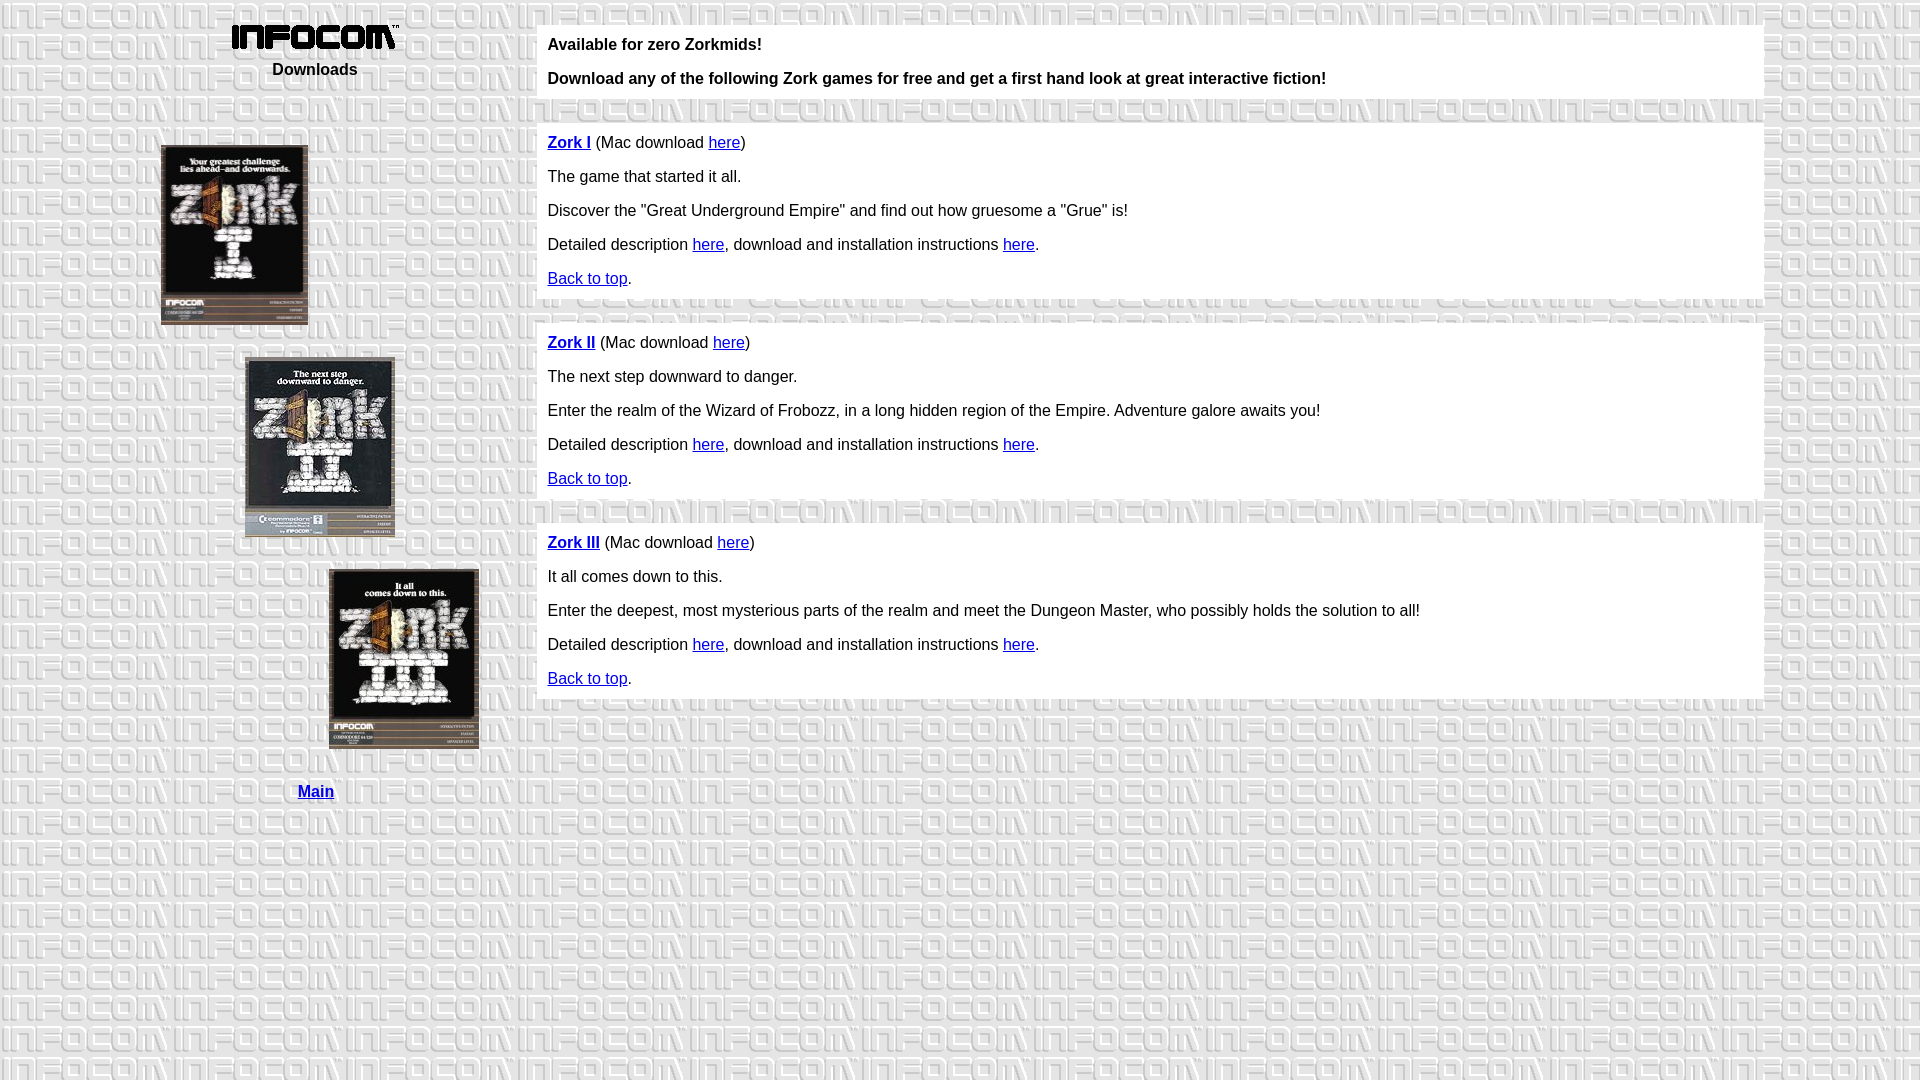 INFOCOM™
Downloads
Your greatest challenge
lies ahead—and downwards.
ZORK
I
INFOCOM
The next step
downward to danger.
ZORK
II
commodore
by INFOCOM
It all
comes down to this.
ZORK
III
INFOCOM
Main
Available for zero Zorkmids!
Download any of the following Zork games for free and get a first hand look at great interactive fiction!
Zork I (Mac download here)
The game that started it all.
Discover the "Great Underground Empire" and find out how gruesome a "Grue" is!
Detailed description here, download and installation instructions here.
Back to top.
Zork II (Mac download here)
The next step downward to danger.
Enter the realm of the Wizard of Frobozz, in a long hidden region of the Empire. Adventure galore awaits you!
Detailed description here, download and installation instructions here.
Back to top.
Zork III (Mac download here)
It all comes down to this.
Enter the deepest, most mysterious parts of the realm and meet the Dungeon Master, who possibly holds the solution to all!
Detailed description here, download and installation instructions here.
Back to top.